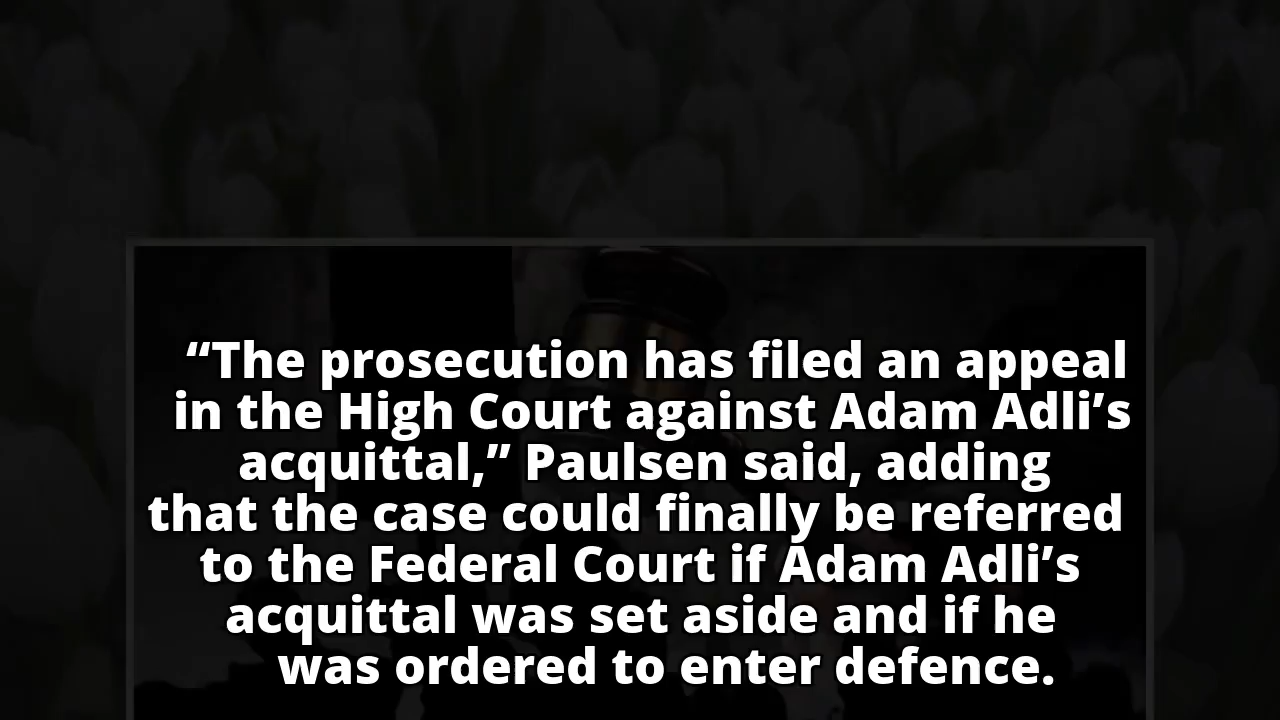 “The prosecution has filed an appeal
in the High Court against Adam Adli’s
acquittal,” Paulsen said, adding
that the case could finally be referred
to the Federal Court if Adam Adli’s
acquittal was set aside and if he
was ordered to enter defence.